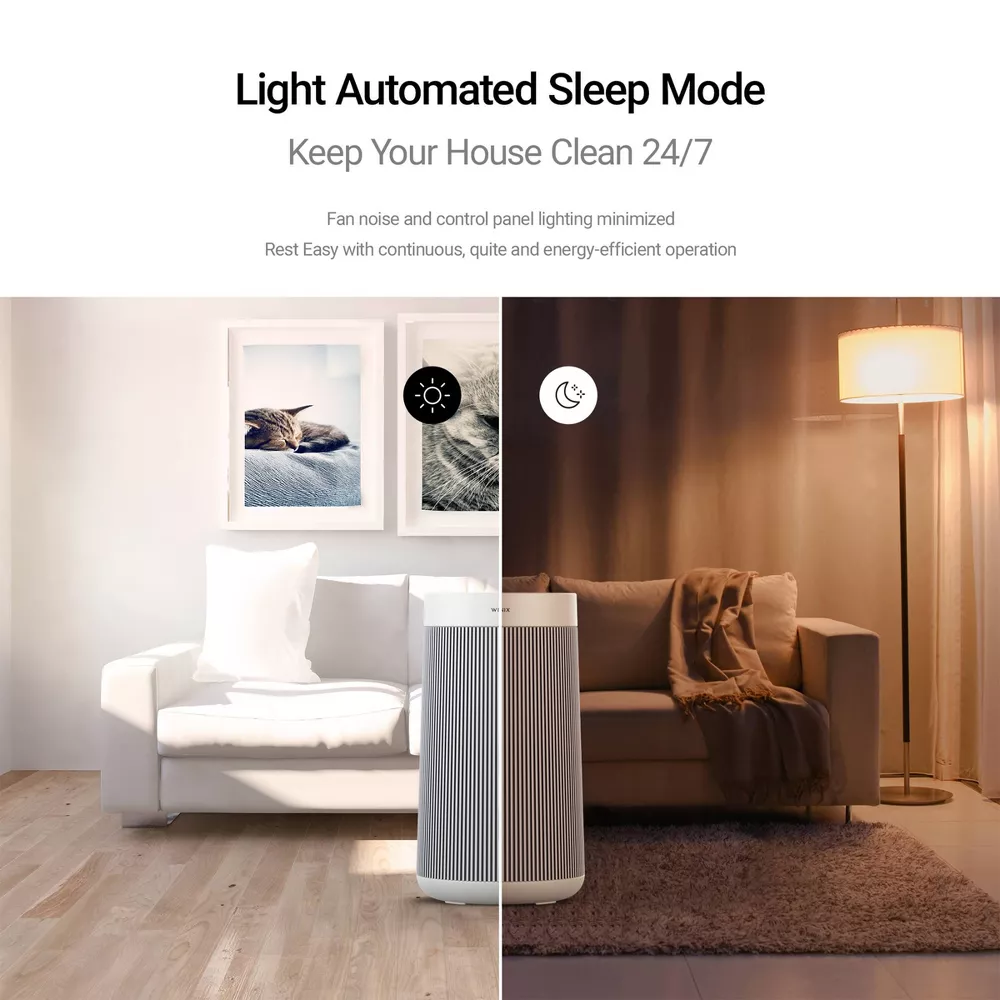 Light Automated Sleep Mode
Keep Your House Clean 24/7
Fan noise and control panel lighting minimized
Rest Easy with continuous, quite and energy-efficient operation
WINIX